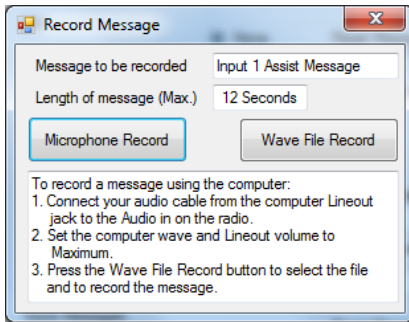 Record Message
Message to be recorded Input 1 Assist Message
Length of message (Max.) 12 Seconds
Microphone Record Wave File Record
To record a message using the computer:
1. Connect your audio cable from the computer Lineout
jack to the Audio in on the radio.
2. Set the computer wave and Lineout volume to
Maximum.
3. Press the Wave File Record button to select the file
and to record the message.